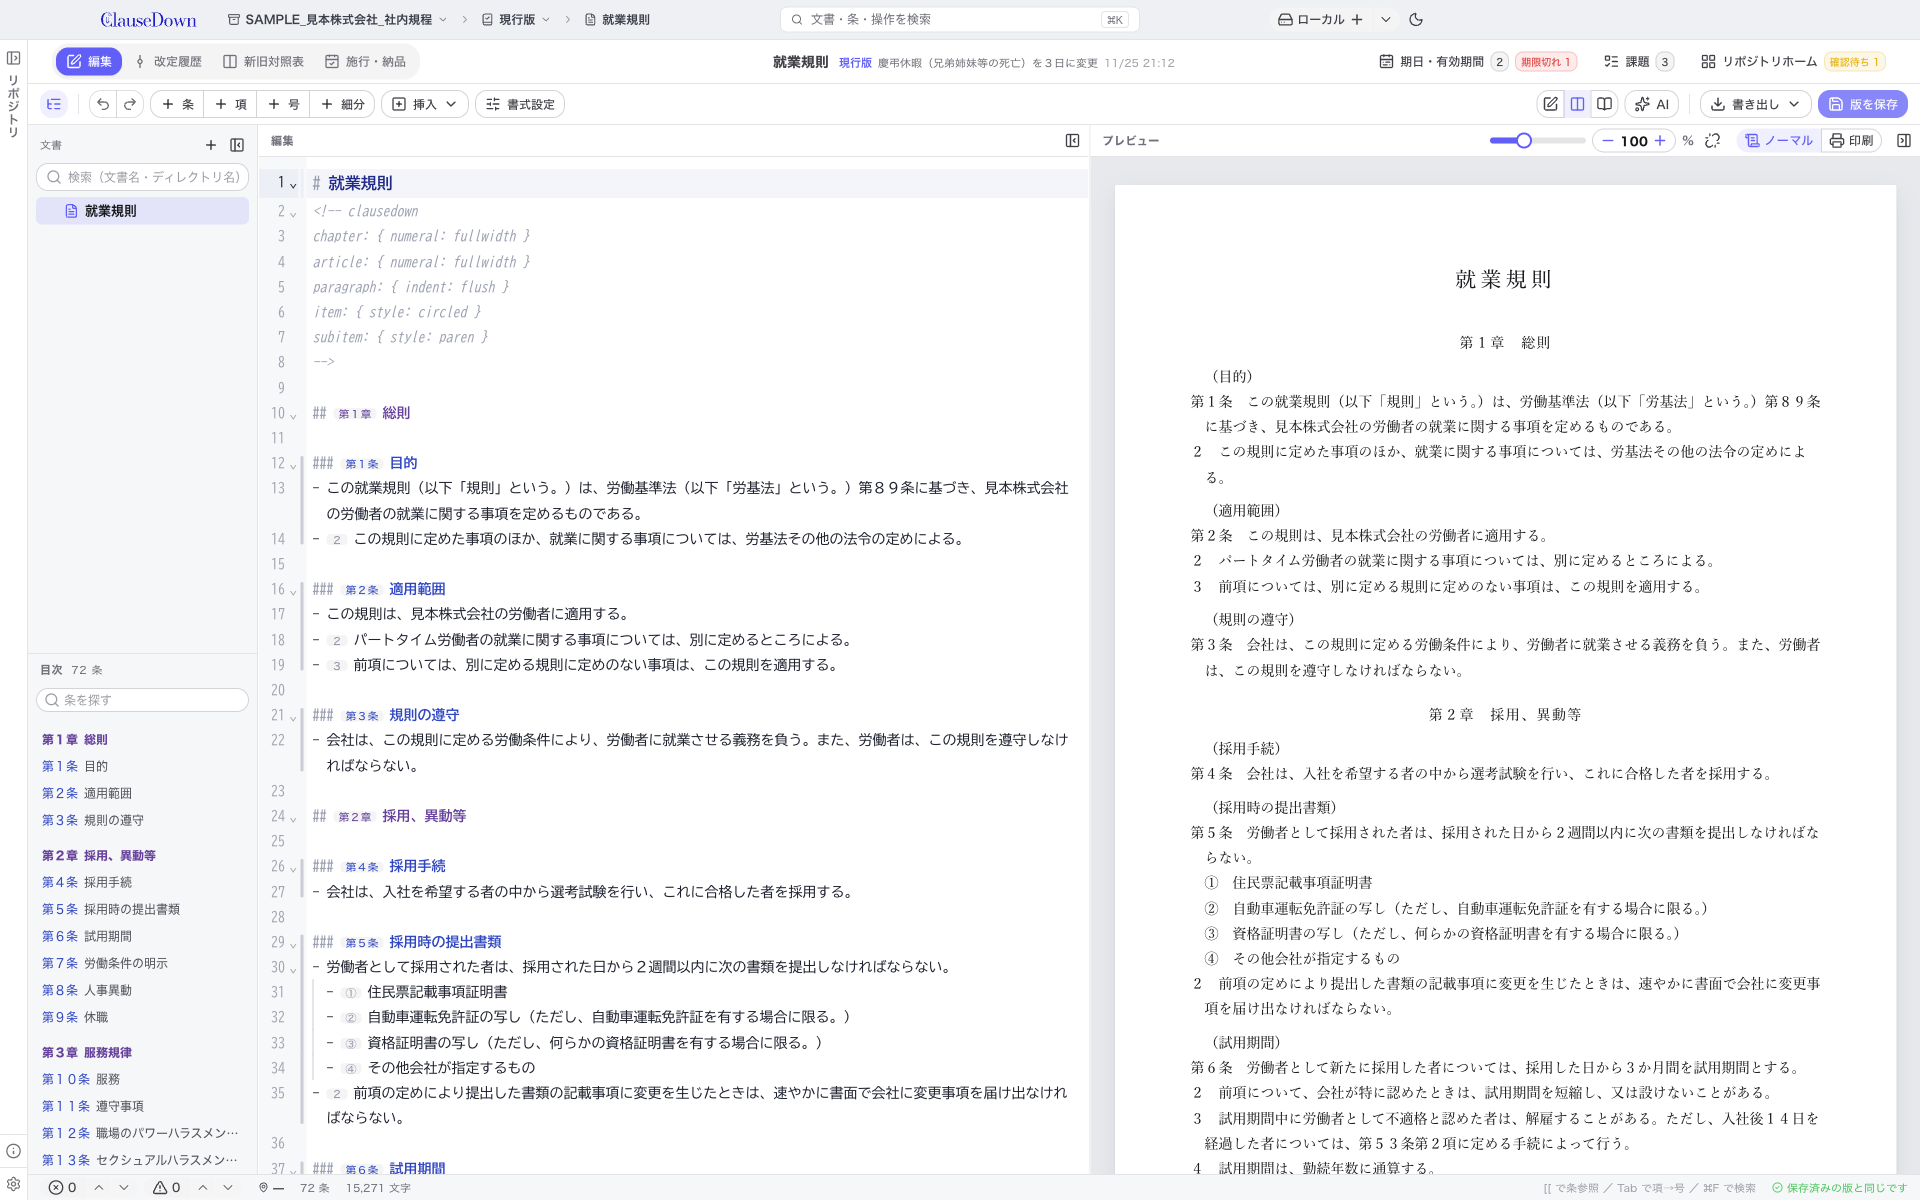 ClauseDown
SAMPLE_見本株式会社_社内規程
現行版
就業規則
文書・条・操作を検索
⌘K
ローカル
リポジトリ
編集
改定履歴
新旧対照表
施行・納品
就業規則 現行版 慶弔休暇（兄弟姉妹等の死亡）を３日に変更 11/25 21:12
期日・有効期間 2 期限切れ 1
課題 3
リポジトリホーム 確認待ち 1
＋ 条
＋ 項
＋ 号
＋ 細分
挿入
書式設定
AI
書き出し
版を保存
文書
検索（文書名・ディレクトリ名）
就業規則
目次 72 条
条を探す
第１章 総則
第１条 目的
第２条 適用範囲
第３条 規則の遵守
第２章 採用、異動等
第４条 採用手続
第５条 採用時の提出書類
第６条 試用期間
第７条 労働条件の明示
第８条 人事異動
第９条 休職
第３章 服務規律
第１０条 服務
第１１条 遵守事項
第１２条 職場のパワーハラスメン…
第１３条 セクシュアルハラスメン…
編集
1 # 就業規則
2 <!-- clausedown
3 chapter: { numeral: fullwidth }
4 article: { numeral: fullwidth }
5 paragraph: { indent: flush }
6 item: { style: circled }
7 subitem: { style: paren }
8 -->
9
10 ## 第１章 総則
11
12 ### 第１条 目的
13 - この就業規則（以下「規則」という。）は、労働基準法（以下「労基法」という。）第８９条に基づき、見本株式会社
の労働者の就業に関する事項を定めるものである。
14 - 2 この規則に定めた事項のほか、就業に関する事項については、労基法その他の法令の定めによる。
15
16 ### 第２条 適用範囲
17 - この規則は、見本株式会社の労働者に適用する。
18 - 2 パートタイム労働者の就業に関する事項については、別に定めるところによる。
19 - 3 前項については、別に定める規則に定めのない事項は、この規則を適用する。
20
21 ### 第３条 規則の遵守
22 - 会社は、この規則に定める労働条件により、労働者に就業させる義務を負う。また、労働者は、この規則を遵守しなけ
ればならない。
23
24 ## 第２章 採用、異動等
25
26 ### 第４条 採用手続
27 - 会社は、入社を希望する者の中から選考試験を行い、これに合格した者を採用する。
28
29 ### 第５条 採用時の提出書類
30 - 労働者として採用された者は、採用された日から２週間以内に次の書類を提出しなければならない。
31 - ① 住民票記載事項証明書
32 - ② 自動車運転免許証の写し（ただし、自動車運転免許証を有する場合に限る。）
33 - ③ 資格証明書の写し（ただし、何らかの資格証明書を有する場合に限る。）
34 - ④ その他会社が指定するもの
35 - 2 前項の定めにより提出した書類の記載事項に変更を生じたときは、速やかに書面で会社に変更事項を届け出なけれ
ばならない。
36
37 ### 第６条 試用期間
プレビュー
100 %
ノーマル
印刷
就業規則
第１章　総則
（目的）
第１条　この就業規則（以下「規則」という。）は、労働基準法（以下「労基法」という。）第８９条
に基づき、見本株式会社の労働者の就業に関する事項を定めるものである。
２　この規則に定めた事項のほか、就業に関する事項については、労基法その他の法令の定めによ
る。
（適用範囲）
第２条　この規則は、見本株式会社の労働者に適用する。
２　パートタイム労働者の就業に関する事項については、別に定めるところによる。
３　前項については、別に定める規則に定めのない事項は、この規則を適用する。
（規則の遵守）
第３条　会社は、この規則に定める労働条件により、労働者に就業させる義務を負う。また、労働者
は、この規則を遵守しなければならない。
第２章　採用、異動等
（採用手続）
第４条　会社は、入社を希望する者の中から選考試験を行い、これに合格した者を採用する。
（採用時の提出書類）
第５条　労働者として採用された者は、採用された日から２週間以内に次の書類を提出しなければな
らない。
①　住民票記載事項証明書
②　自動車運転免許証の写し（ただし、自動車運転免許証を有する場合に限る。）
③　資格証明書の写し（ただし、何らかの資格証明書を有する場合に限る。）
④　その他会社が指定するもの
２　前項の定めにより提出した書類の記載事項に変更を生じたときは、速やかに書面で会社に変更事
項を届け出なければならない。
（試用期間）
第６条　労働者として新たに採用した者については、採用した日から３か月間を試用期間とする。
２　前項について、会社が特に認めたときは、試用期間を短縮し、又は設けないことがある。
３　試用期間中に労働者として不適格と認めた者は、解雇することがある。ただし、入社後１４日を
経過した者については、第５３条第２項に定める手続によって行う。
４　試用期間は、勤続年数に通算する。
0
0
—
72 条
15,271 文字
[[ で条参照 ／ Tab で項→号 ／ ⌘F で検索
保存済みの版と同じです